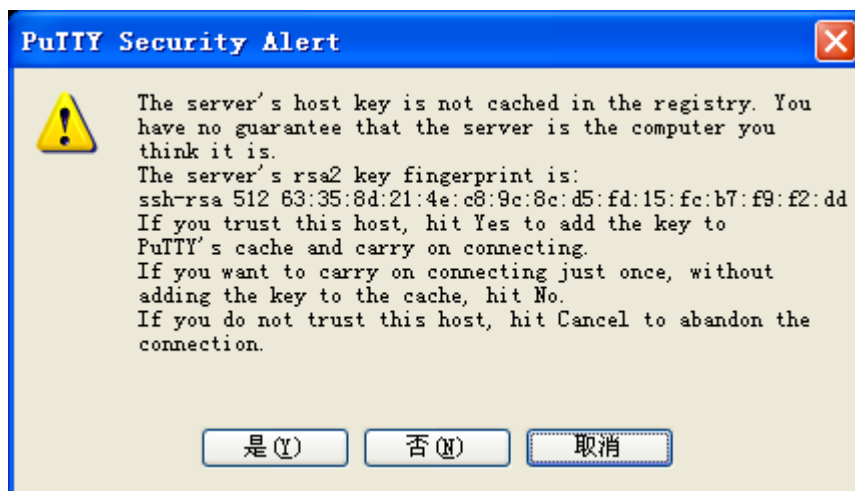 PuTTY Security Alert
The server's host key is not cached in the registry. You
have no guarantee that the server is the computer you
think it is.
The server's rsa2 key fingerprint is:
ssh-rsa 512 63:35:8d:21:4e:c8:9c:8c:d5:fd:15:fc:b7:f9:f2:dd
If you trust this host, hit Yes to add the key to
PuTTY's cache and carry on connecting.
If you want to carry on connecting just once, without
adding the key to the cache, hit No.
If you do not trust this host, hit Cancel to abandon the
connection.
是(Y) 否(N) 取消